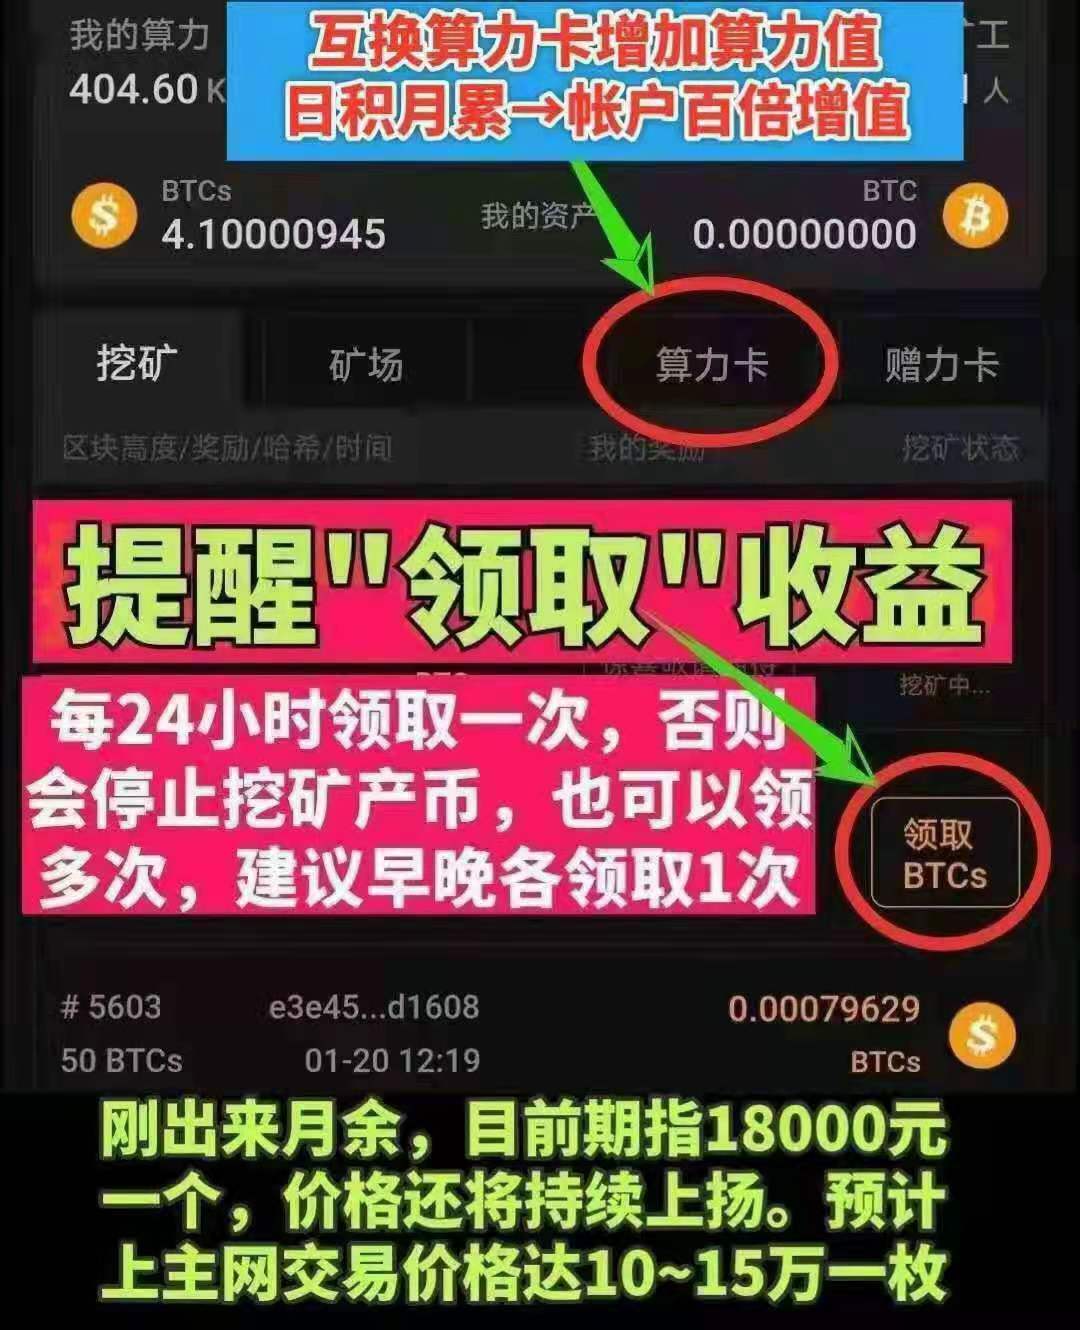 我的算力
404.60 K
互换算力卡增加算力值
日积月累→帐户百倍增值
矿工
人
BTCs
4.10000945
我的资产
BTC
0.00000000
挖矿
矿场
算力卡
赠力卡
区块高度/奖励/哈希/时间
我的奖励
挖矿状态
提醒"领取"收益
挖矿中...
每24小时领取一次，否则
会停止挖矿产币，也可以领
多次，建议早晚各领取1次
领取
BTCs
# 5603
e3e45...d1608
0.00079629
50 BTCs
01-20 12:19
BTCs
刚出来月余，目前期指18000元
一个，价格还将持续上扬。预计
上主网交易价格达10~15万一枚